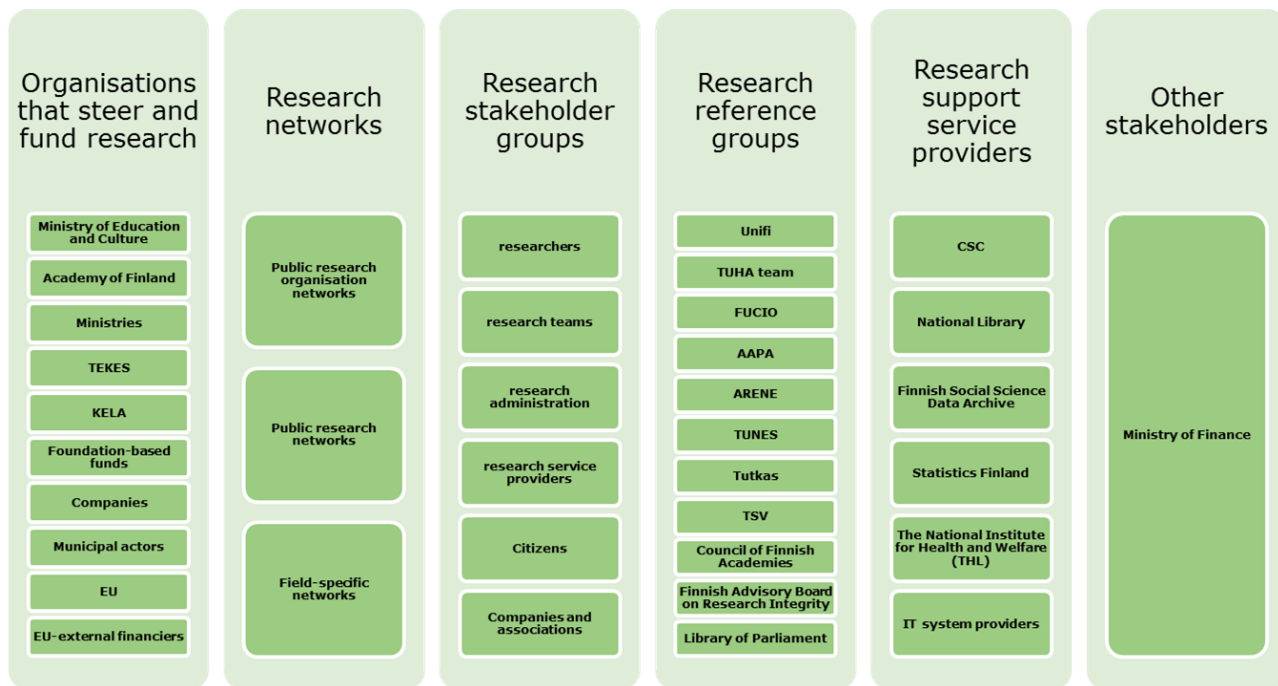 Organisations
that steer and
fund research
Ministry of Education
and Culture
Academy of Finland
Ministries
TEKES
KELA
Foundation-based
funds
Companies
Municipal actors
EU
EU-external financiers
Research
networks
Public research
organisation
networks
Public research
networks
Field-specific
networks
Research
stakeholder
groups
researchers
research teams
research
administration
research service
providers
Citizens
Companies and
associations
Research
reference
groups
Unifi
TUHA team
FUCIO
AAPA
ARENE
TUNES
Tutkas
TSV
Council of Finnish
Academies
Finnish Advisory Board
on Research Integrity
Library of Parliament
Research
support
service
providers
CSC
National Library
Finnish Social Science
Data Archive
Statistics Finland
The National Institute
for Health and Welfare
(THL)
IT system providers
Other
stakeholders
Ministry of Finance